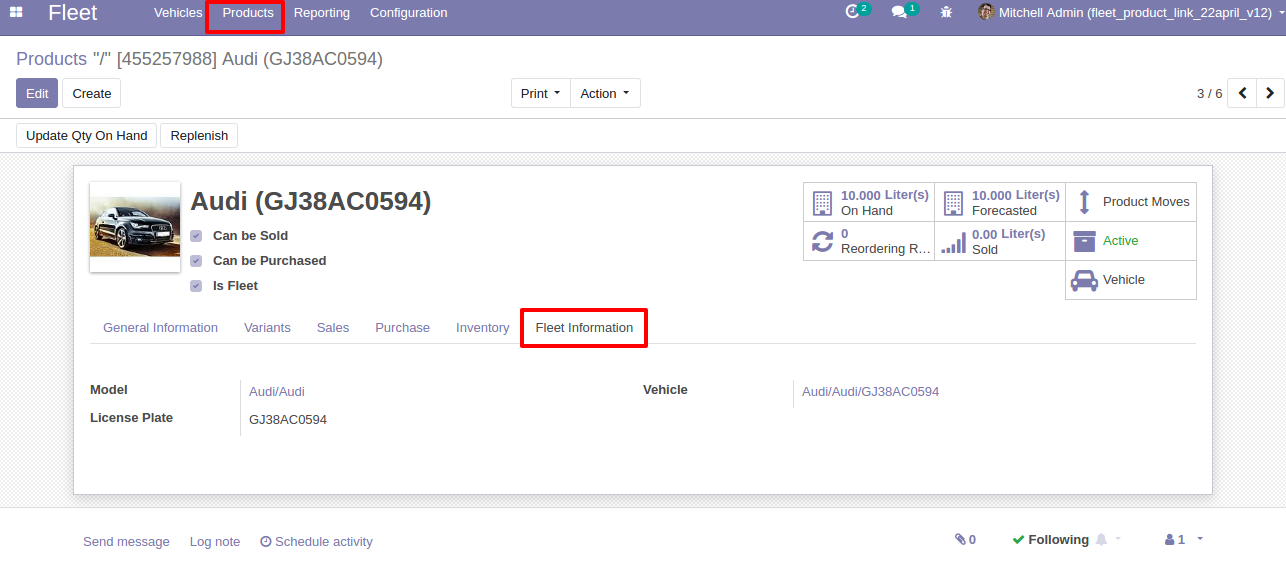 Fleet Vehicles Products Reporting Configuration 2 1 Mitchell Admin (fleet_product_link_22april_v12)
Products "/" [455257988] Audi (GJ38AC0594)
Edit Create Print Action 3 / 6
Update Qty On Hand Replenish
Audi (GJ38AC0594)
Can be Sold
Can be Purchased
Is Fleet
10.000 Liter(s) On Hand
10.000 Liter(s) Forecasted
Product Moves
0 Reordering R...
0.00 Liter(s) Sold
Active
Vehicle
General Information Variants Sales Purchase Inventory Fleet Information
Model Audi/Audi Vehicle Audi/Audi/GJ38AC0594
License Plate GJ38AC0594
Send message Log note Schedule activity 0 Following 1